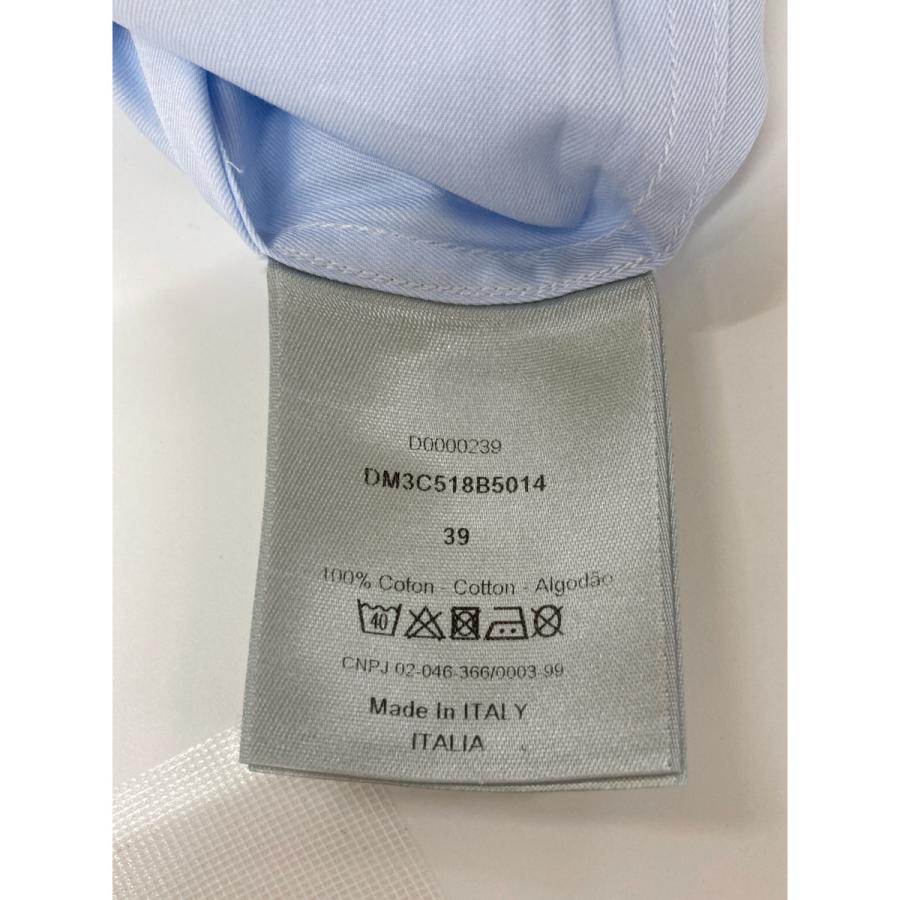 D0000239
DM3C518B5014
39
100% Coton - Cotton - Algodão
40
CNPJ 02-046-366/0003-99
Made In ITALY
ITALIA